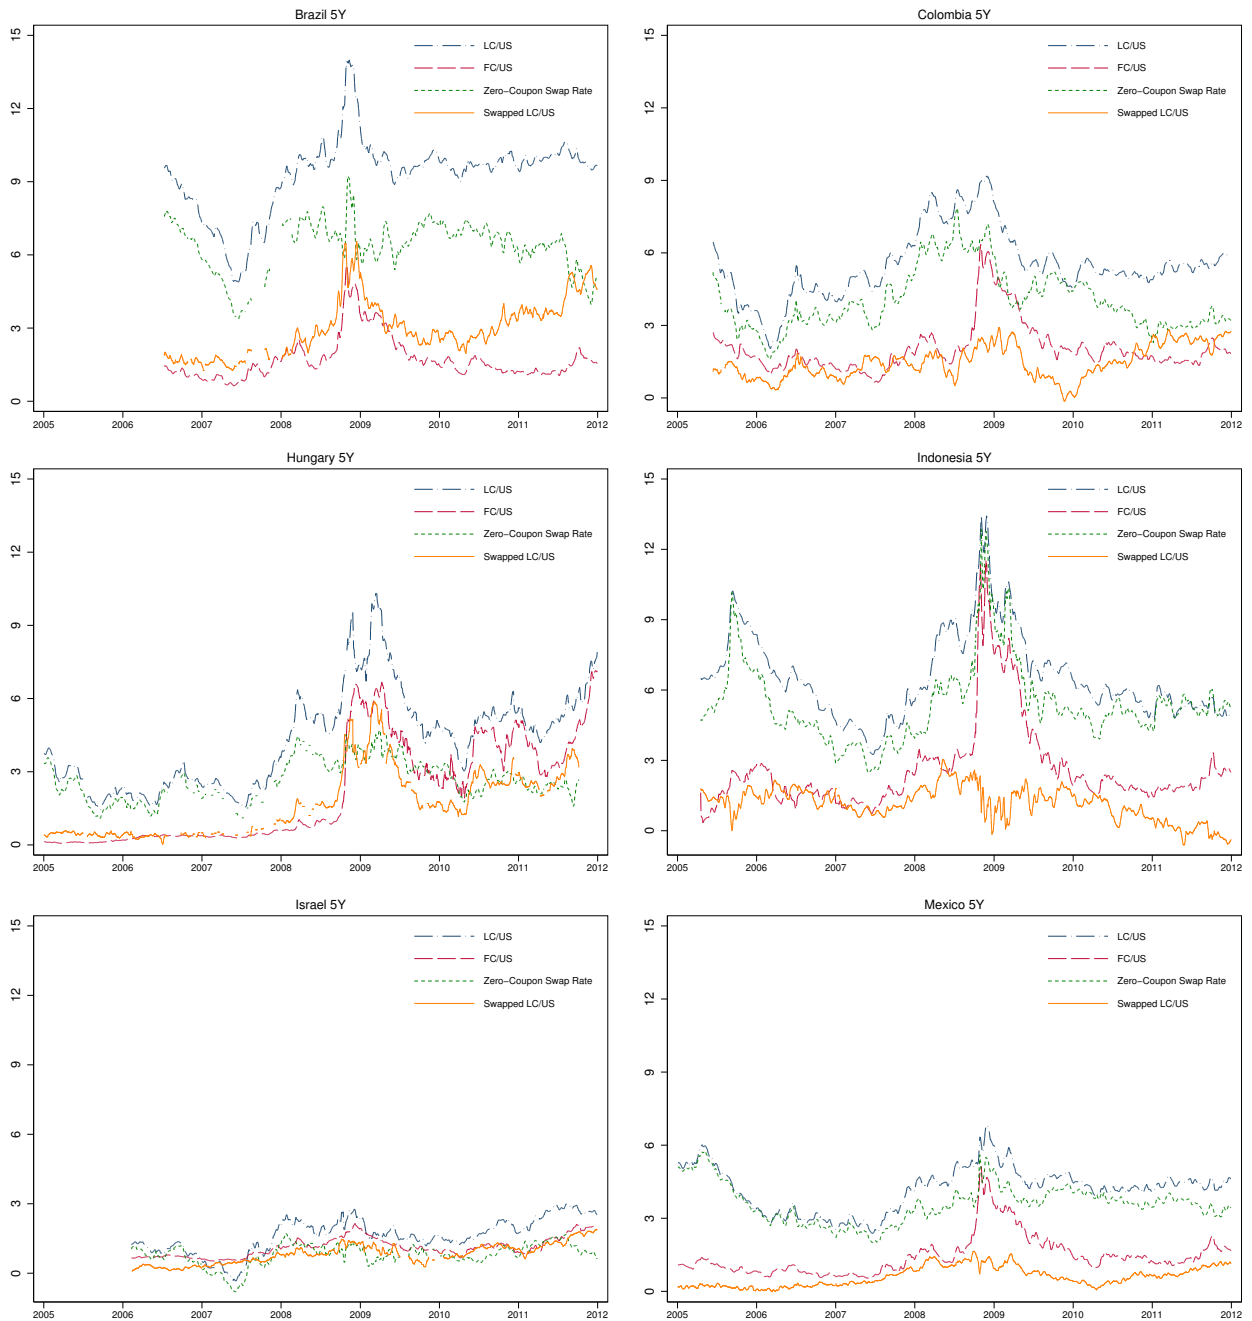 Brazil 5Y
15
12
9
6
3
0
LC/US
FC/US
Zero−Coupon Swap Rate
Swapped LC/US
2005 2006 2007 2008 2009 2010 2011 2012
Colombia 5Y
15
12
9
6
3
0
LC/US
FC/US
Zero−Coupon Swap Rate
Swapped LC/US
2005 2006 2007 2008 2009 2010 2011 2012
Hungary 5Y
15
12
9
6
3
0
LC/US
FC/US
Zero−Coupon Swap Rate
Swapped LC/US
2005 2006 2007 2008 2009 2010 2011 2012
Indonesia 5Y
15
12
9
6
3
0
LC/US
FC/US
Zero−Coupon Swap Rate
Swapped LC/US
2005 2006 2007 2008 2009 2010 2011 2012
Israel 5Y
15
12
9
6
3
0
LC/US
FC/US
Zero−Coupon Swap Rate
Swapped LC/US
2005 2006 2007 2008 2009 2010 2011 2012
Mexico 5Y
15
12
9
6
3
0
LC/US
FC/US
Zero−Coupon Swap Rate
Swapped LC/US
2005 2006 2007 2008 2009 2010 2011 2012